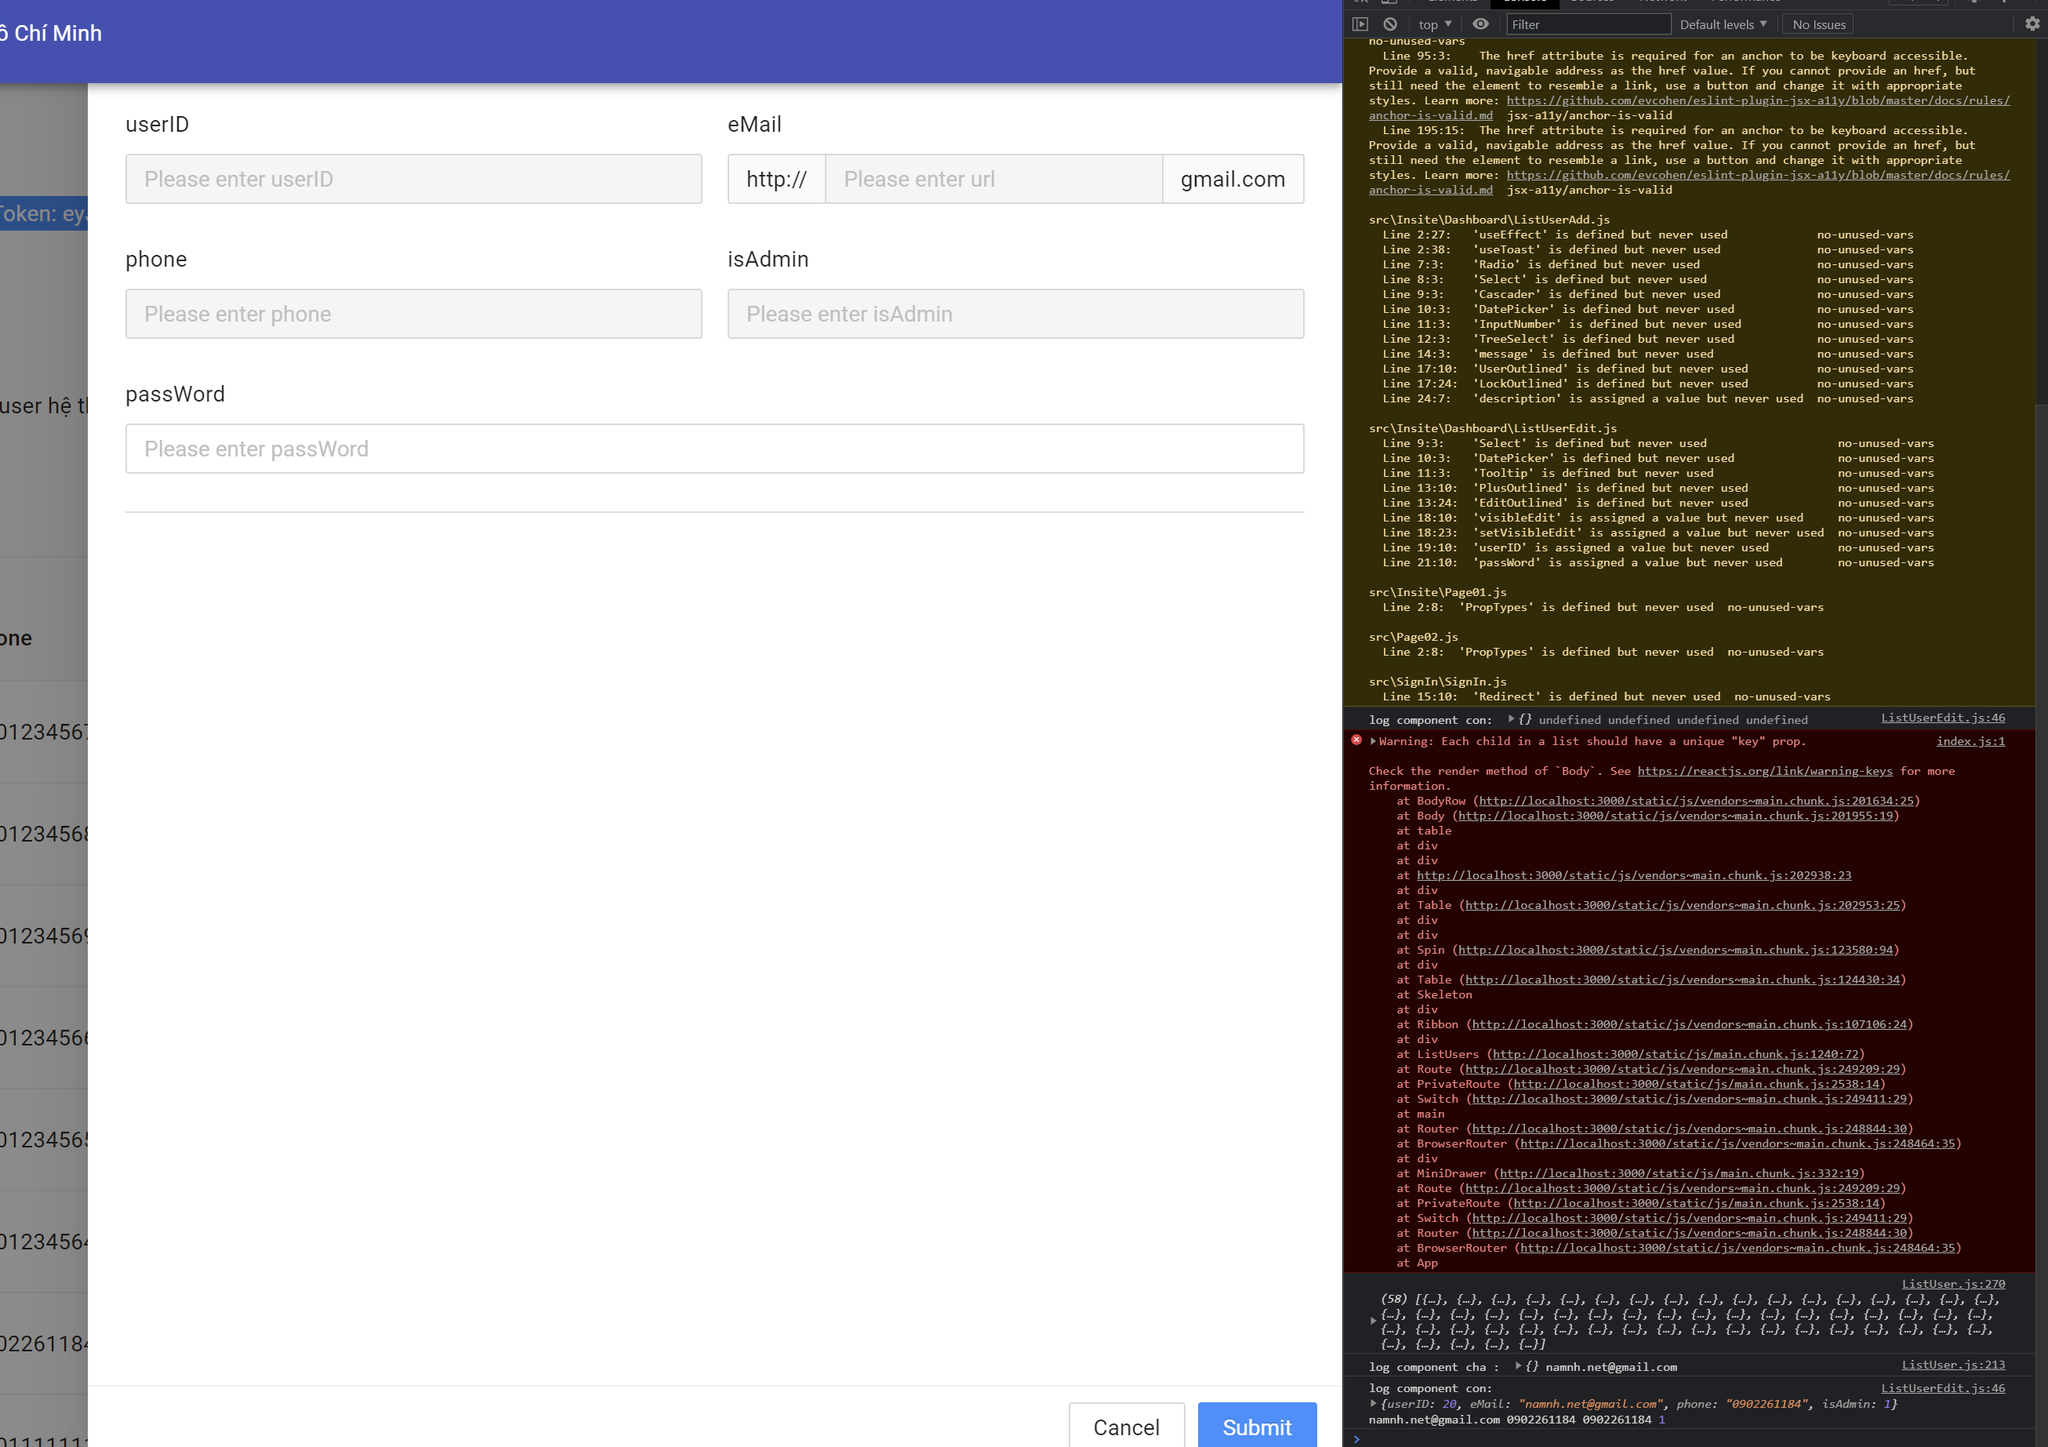 ồ Chí Minh
Token: ey
user hệ th
one
01234567
01234568
01234569
01234566
01234565
01234564
02261184
userID
eMail
Please enter userID
http://
Please enter url
gmail.com
phone
isAdmin
Please enter phone
Please enter isAdmin
passWord
Please enter passWord
Cancel
Submit
top
Filter
Default levels
No Issues
no-unused-vars
Line 95:3: The href attribute is required for an anchor to be keyboard accessible.
Provide a valid, navigable address as the href value. If you cannot provide an href, but
still need the element to resemble a link, use a button and change it with appropriate
styles. Learn more: https://github.com/evcohen/eslint-plugin-jsx-a11y/blob/master/docs/rules/
anchor-is-valid.md jsx-a11y/anchor-is-valid
Line 195:15: The href attribute is required for an anchor to be keyboard accessible.
Provide a valid, navigable address as the href value. If you cannot provide an href, but
still need the element to resemble a link, use a button and change it with appropriate
styles. Learn more: https://github.com/evcohen/eslint-plugin-jsx-a11y/blob/master/docs/rules/
anchor-is-valid.md jsx-a11y/anchor-is-valid
src\Insite\Dashboard\ListUserAdd.js
Line 2:27: 'useEffect' is defined but never used no-unused-vars
Line 2:38: 'useToast' is defined but never used no-unused-vars
Line 7:3: 'Radio' is defined but never used no-unused-vars
Line 8:3: 'Select' is defined but never used no-unused-vars
Line 9:3: 'Cascader' is defined but never used no-unused-vars
Line 10:3: 'DatePicker' is defined but never used no-unused-vars
Line 11:3: 'InputNumber' is defined but never used no-unused-vars
Line 12:3: 'TreeSelect' is defined but never used no-unused-vars
Line 14:3: 'message' is defined but never used no-unused-vars
Line 17:10: 'UserOutlined' is defined but never used no-unused-vars
Line 17:24: 'LockOutlined' is defined but never used no-unused-vars
Line 24:7: 'description' is assigned a value but never used no-unused-vars
src\Insite\Dashboard\ListUserEdit.js
Line 9:3: 'Select' is defined but never used no-unused-vars
Line 10:3: 'DatePicker' is defined but never used no-unused-vars
Line 11:3: 'Tooltip' is defined but never used no-unused-vars
Line 13:10: 'PlusOutlined' is defined but never used no-unused-vars
Line 13:24: 'EditOutlined' is defined but never used no-unused-vars
Line 18:10: 'visibleEdit' is assigned a value but never used no-unused-vars
Line 18:23: 'setVisibleEdit' is assigned a value but never used no-unused-vars
Line 19:10: 'userID' is assigned a value but never used no-unused-vars
Line 21:10: 'passWord' is assigned a value but never used no-unused-vars
src\Insite\Page01.js
Line 2:8: 'PropTypes' is defined but never used no-unused-vars
src\Page02.js
Line 2:8: 'PropTypes' is defined but never used no-unused-vars
src\SignIn\SignIn.js
Line 15:10: 'Redirect' is defined but never used no-unused-vars
log component con: {} undefined undefined undefined undefined ListUserEdit.js:46
Warning: Each child in a list should have a unique "key" prop. index.js:1
Check the render method of `Body`. See https://reactjs.org/link/warning-keys for more
information.
at BodyRow (http://localhost:3000/static/js/vendors~main.chunk.js:201634:25)
at Body (http://localhost:3000/static/js/vendors~main.chunk.js:201955:19)
at table
at div
at div
at http://localhost:3000/static/js/vendors~main.chunk.js:202938:23
at div
at Table (http://localhost:3000/static/js/vendors~main.chunk.js:202953:25)
at div
at div
at Spin (http://localhost:3000/static/js/vendors~main.chunk.js:123580:94)
at div
at Table (http://localhost:3000/static/js/vendors~main.chunk.js:124430:34)
at Skeleton
at div
at Ribbon (http://localhost:3000/static/js/vendors~main.chunk.js:107106:24)
at div
at ListUsers (http://localhost:3000/static/js/main.chunk.js:1240:72)
at Route (http://localhost:3000/static/js/vendors~main.chunk.js:249209:29)
at PrivateRoute (http://localhost:3000/static/js/main.chunk.js:2538:14)
at Switch (http://localhost:3000/static/js/vendors~main.chunk.js:249411:29)
at main
at Router (http://localhost:3000/static/js/vendors~main.chunk.js:248844:30)
at BrowserRouter (http://localhost:3000/static/js/vendors~main.chunk.js:248464:35)
at div
at MiniDrawer (http://localhost:3000/static/js/main.chunk.js:332:19)
at Route (http://localhost:3000/static/js/vendors~main.chunk.js:249209:29)
at PrivateRoute (http://localhost:3000/static/js/main.chunk.js:2538:14)
at Switch (http://localhost:3000/static/js/vendors~main.chunk.js:249411:29)
at Router (http://localhost:3000/static/js/vendors~main.chunk.js:248844:30)
at BrowserRouter (http://localhost:3000/static/js/vendors~main.chunk.js:248464:35)
at App
ListUser.js:270
(58) [{…}, {…}, {…}, {…}, {…}, {…}, {…}, {…}, {…}, {…}, {…}, {…}, {…}, {…}, {…}, {…}, {…},
{…}, {…}, {…}, {…}, {…}, {…}, {…}, {…}, {…}, {…}, {…}, {…}, {…}, {…}, {…}, {…}, {…}, {…},
{…}, {…}, {…}, {…}, {…}, {…}, {…}, {…}, {…}, {…}, {…}, {…}, {…}, {…}, {…}, {…}, {…}, {…},
{…}, {…}, {…}, {…}, {…}]
log component cha : {} namnh.net@gmail.com ListUser.js:213
log component con: ListUserEdit.js:46
{userID: 20, eMail: "namnh.net@gmail.com", phone: "0902261184", isAdmin: 1}
namnh.net@gmail.com 0902261184 0902261184 1